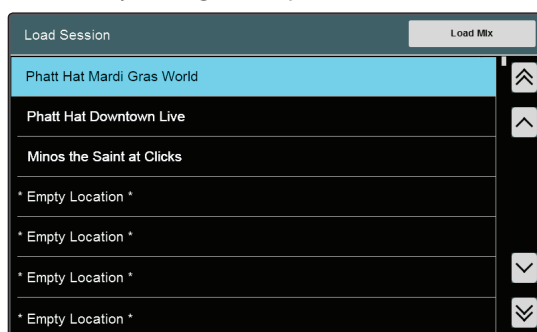 Load Session
Load Mix
Phatt Hat Mardi Gras World
Phatt Hat Downtown Live
Minos the Saint at Clicks
* Empty Location *
* Empty Location *
* Empty Location *
* Empty Location *